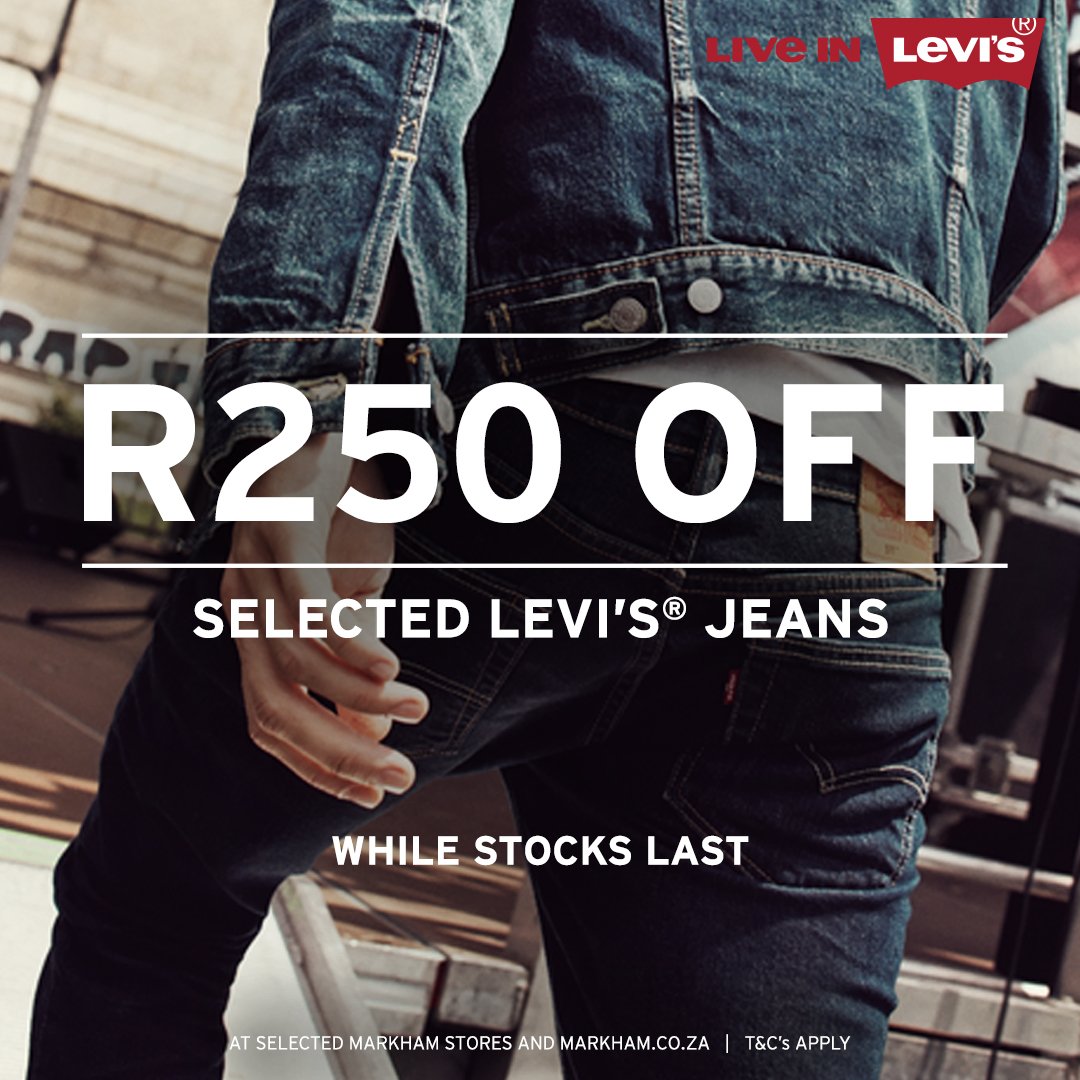 LIVE IN LEVI'S®
RAP
R250 OFF
SELECTED LEVI'S® JEANS
WHILE STOCKS LAST
AT SELECTED MARKHAM STORES AND MARKHAM.CO.ZA | T&C's APPLY